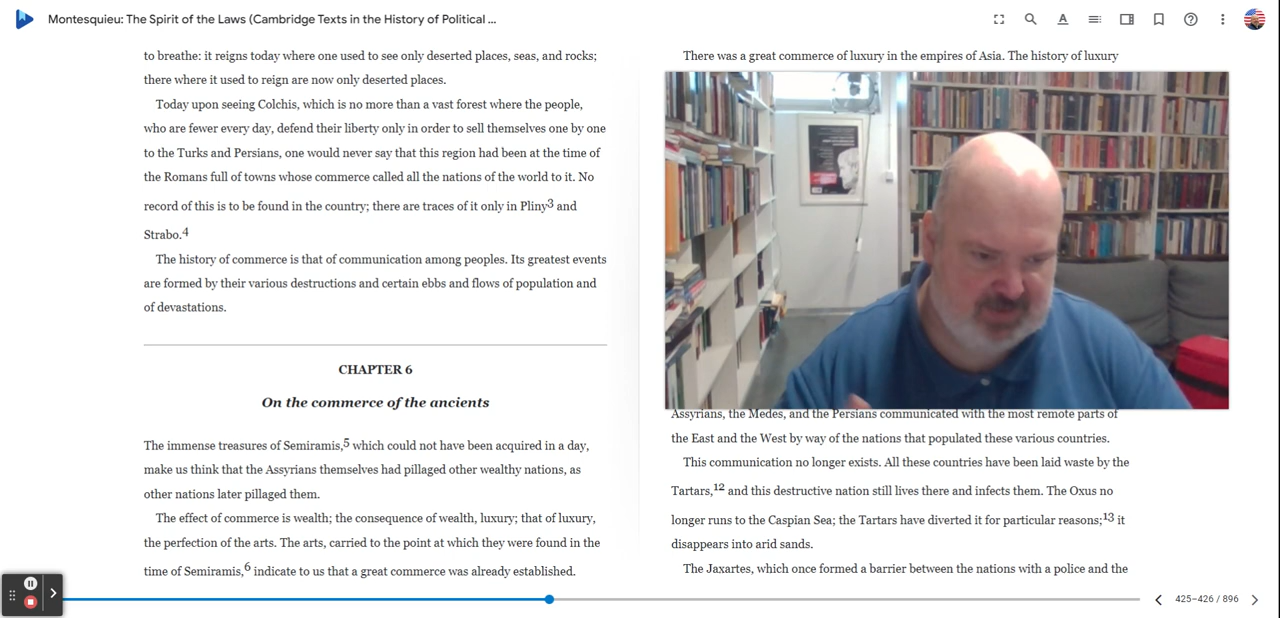 Montesquieu: The Spirit of the Laws (Cambridge Texts in the History of Political ...
to breathe: it reigns today where one used to see only deserted places, seas, and rocks;
there where it used to reign are now only deserted places.
Today upon seeing Colchis, which is no more than a vast forest where the people,
who are fewer every day, defend their liberty only in order to sell themselves one by one
to the Turks and Persians, one would never say that this region had been at the time of
the Romans full of towns whose commerce called all the nations of the world to it. No
record of this is to be found in the country; there are traces of it only in Pliny3 and
Strabo.4
The history of commerce is that of communication among peoples. Its greatest events
are formed by their various destructions and certain ebbs and flows of population and
of devastations.
CHAPTER 6
On the commerce of the ancients
The immense treasures of Semiramis,5 which could not have been acquired in a day,
make us think that the Assyrians themselves had pillaged other wealthy nations, as
other nations later pillaged them.
The effect of commerce is wealth; the consequence of wealth, luxury; that of luxury,
the perfection of the arts. The arts, carried to the point at which they were found in the
time of Semiramis,6 indicate to us that a great commerce was already established.
There was a great commerce of luxury in the empires of Asia. The history of luxury
Assyrians, the Medes, and the Persians communicated with the most remote parts of
the East and the West by way of the nations that populated these various countries.
This communication no longer exists. All these countries have been laid waste by the
Tartars,12 and this destructive nation still lives there and infects them. The Oxus no
longer runs to the Caspian Sea; the Tartars have diverted it for particular reasons;13 it
disappears into arid sands.
The Jaxartes, which once formed a barrier between the nations with a police and the
425–426 / 896